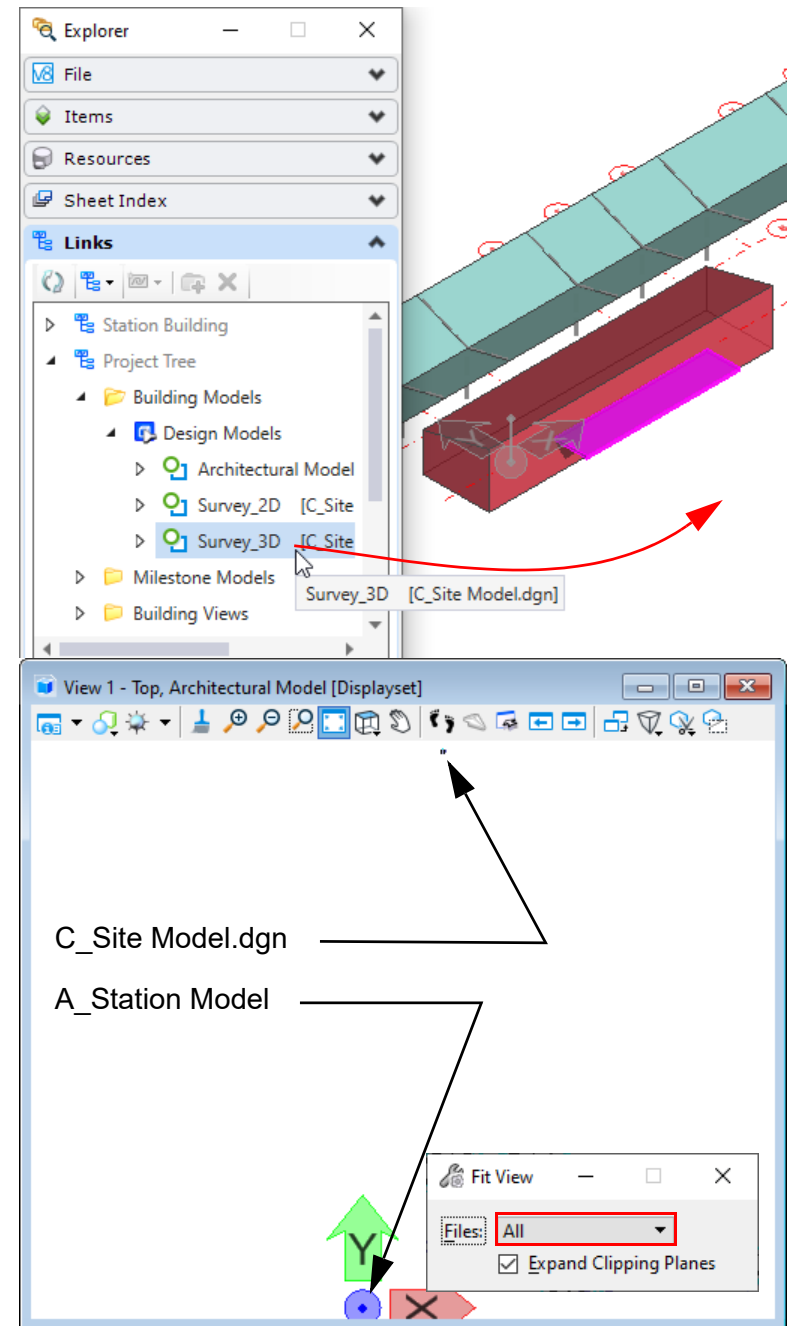 Explorer
File
Items
Resources
Sheet Index
Links
Station Building
Project Tree
Building Models
Design Models
Architectural Model
Survey_2D [C_Site
Survey_3D [C_Site
Milestone Models
Survey_3D [C_Site Model.dgn]
Building Views
Y X
View 1 - Top, Architectural Model [Displayset]
C_Site Model.dgn
A_Station Model
Fit View
Files: All
Expand Clipping Planes
Y
X